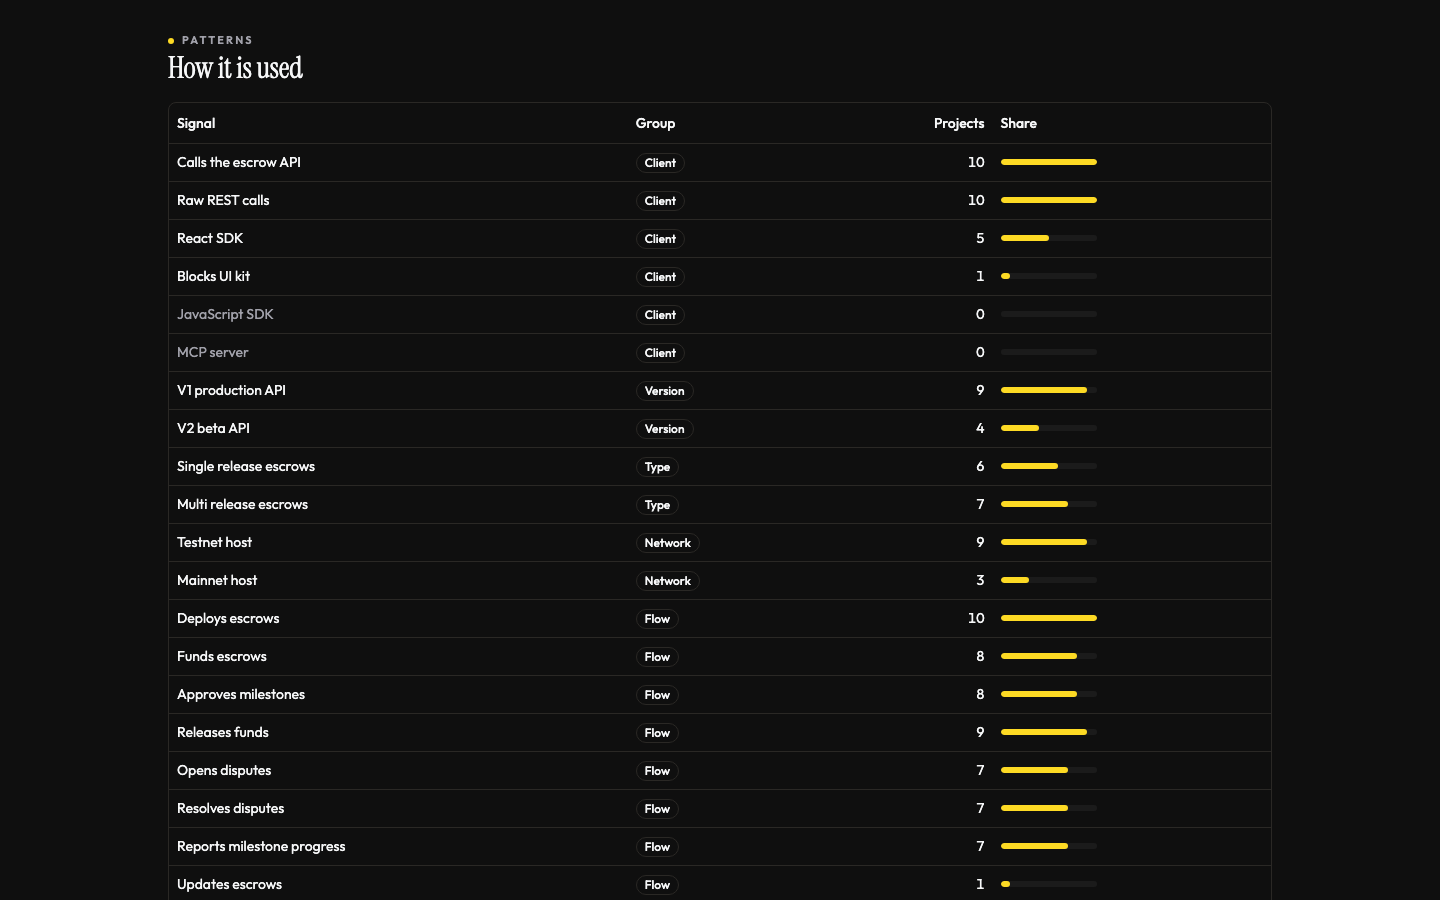 PATTERNS
How it is used
Signal Group Projects Share
Calls the escrow API Client 10
Raw REST calls Client 10
React SDK Client 5
Blocks UI kit Client 1
JavaScript SDK Client 0
MCP server Client 0
V1 production API Version 9
V2 beta API Version 4
Single release escrows Type 6
Multi release escrows Type 7
Testnet host Network 9
Mainnet host Network 3
Deploys escrows Flow 10
Funds escrows Flow 8
Approves milestones Flow 8
Releases funds Flow 9
Opens disputes Flow 7
Resolves disputes Flow 7
Reports milestone progress Flow 7
Updates escrows Flow 1